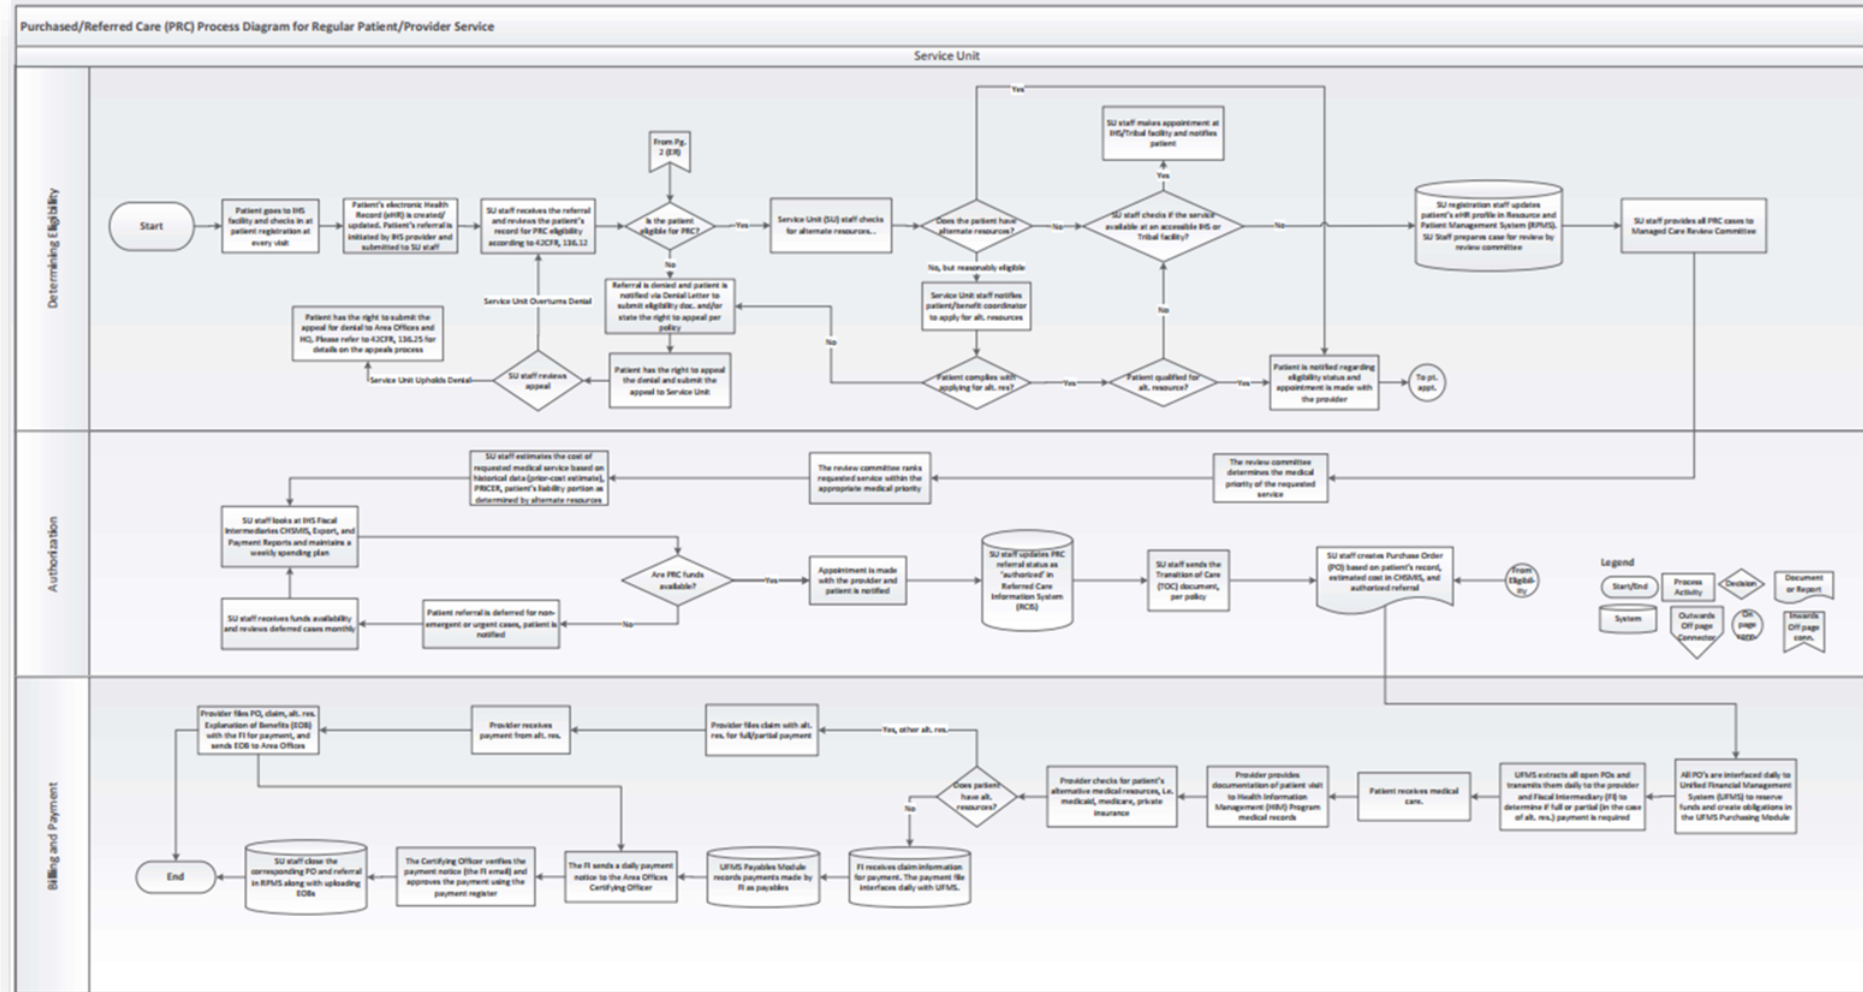 Purchased/Referred Care (PRC) Process Diagram for Regular Patient/Provider Service
Service Unit
Determining Eligibility
Start
Patient goes to IHS
facility and checks in at
patient registration at
every visit
Patient's electronic Health
Record (eHR) is created/
updated. Patient's referral is
initiated by IHS provider and
submitted to SU staff
SU staff receives the referral
and reviews the patient's
record for PRC eligibility
according to 42CFR, 136.12
From Pg.
2 (ER)
Is the patient
eligible for PRC?
Yes
No
Service Unit (SU) staff checks
for alternate resources...
Does the patient have
alternate resources?
Yes
No
No, but reasonably eligible
SU staff checks if the service
available at an accessible IHS or
Tribal facility?
Yes
No
SU staff makes appointment at
IHS/Tribal facility and notifies
patient
SU registration staff updates
patient's eHR profile in Resource and
Patient Management System (RPMS).
SU Staff prepares case for review by
review committee
SU staff provides all PRC cases to
Managed Care Review Committee
Referral is denied and patient is
notified via Denial Letter to
submit eligibility doc. and/or
state the right to appeal per
policy
Patient has the right to appeal
the denial and submit the
appeal to Service Unit
SU staff reviews
appeal
Service Unit Overturns Denial
Service Unit Upholds Denial
Patient has the right to submit the
appeal for denial to Area Offices and
HQ. Please refer to 42CFR, 136.25 for
details on the appeals process
Service Unit staff notifies
patient/benefit coordinator
to apply for alt. resources
Patient complies with
applying for alt. res?
No
Yes
Patient qualified for
alt. resource?
No
Yes
Patient is notified regarding
eligibility status and
appointment is made with
the provider
To pt.
appt.
Authorization
The review committee
determines the medical
priority of the requested
service
The review committee ranks
requested service within the
appropriate medical priority
SU staff estimates the cost of
requested medical service based on
historical data (prior-cost estimate),
PRICER, patient's liability portion as
determined by alternate resources
SU staff looks at IHS Fiscal
Intermediaries CHSMIS, Export, and
Payment Reports and maintains a
weekly spending plan
Are PRC funds
available?
Yes
No
Patient referral is deferred for non-
emergent or urgent cases, patient is
notified
SU staff receives funds availability
and reviews deferred cases monthly
Appointment is made
with the provider and
patient is notified
SU staff updates PRC
referral status as
'authorized' in
Referred Care
Information System
(RCIS)
SU staff sends the
Transition of Care
(TOC) document,
per policy
SU staff creates Purchase Order
(PO) based on patient's record,
estimated cost in CHSMIS, and
authorized referral
From
Eligibil-
ity
Legend
Start/End
Process
Activity
Decision
Document
or Report
System
Outwards
Off page
Connector
On
page
conn.
Inwards
Off page
conn.
Billing and Payment
All PO's are interfaced daily to
Unified Financial Management
System (UFMS) to reserve
funds and create obligations in
the UFMS Purchasing Module
UFMS extracts all open POs and
transmits them daily to the provider
and Fiscal Intermediary (FI) to
determine if full or partial (in the case
of alt. res.) payment is required
Patient receives medical
care.
Provider provides
documentation of patient visit
to Health Information
Management (HIM) Program
medical records
Provider checks for patient's
alternative medical resources, i.e.
medicaid, medicare, private
insurance
Does patient
have alt.
resources?
Yes, other alt. res.
No
Provider files claim with alt.
res. for full/partial payment
Provider receives
payment from alt. res.
Provider files PO, claim, alt. res.
Explanation of Benefits (EOB)
with the FI for payment, and
sends EOB to Area Offices
FI receives claim information
for payment. The payment file
interfaces daily with UFMS.
UFMS Payables Module
records payments made by
FI as payables
The FI sends a daily payment
notice to the Area Offices
Certifying Officer
The Certifying Officer verifies the
payment notice (the FI email) and
approves the payment using the
payment register
SU staff close the
corresponding PO and referral
in RPMS along with uploading
EOBs
End